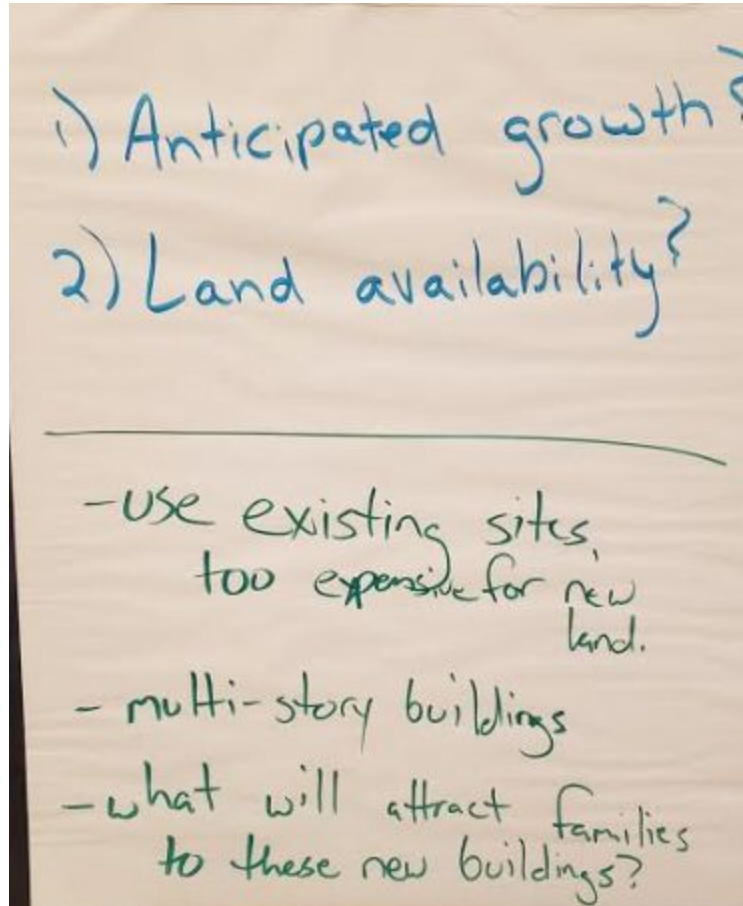 1) Anticipated growth?
2) Land availability?
-use existing sites,
too expensive for new
land.
- multi-story buildings
-what will attract families
to these new buildings?